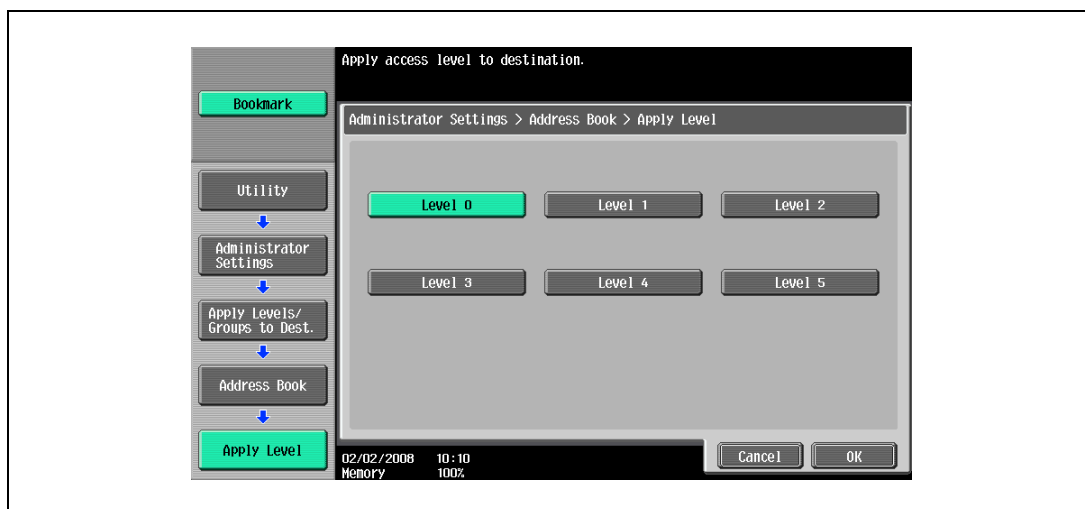 Apply access level to destination.
Bookmark
Administrator Settings > Address Book > Apply Level
Utility
Level 0
Level 1
Level 2
Administrator
Settings
Level 3
Level 4
Level 5
Apply Levels/
Groups to Dest.
Address Book
Apply Level
02/02/2008 10:10
Memory 100%
Cancel
OK